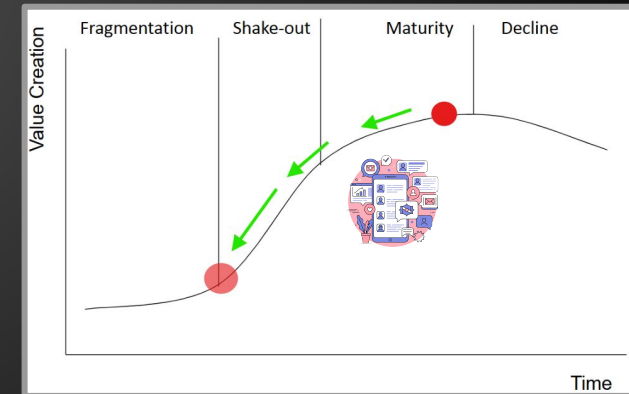 Fragmentation
Shake-out
Maturity
Decline
Value Creation
Time